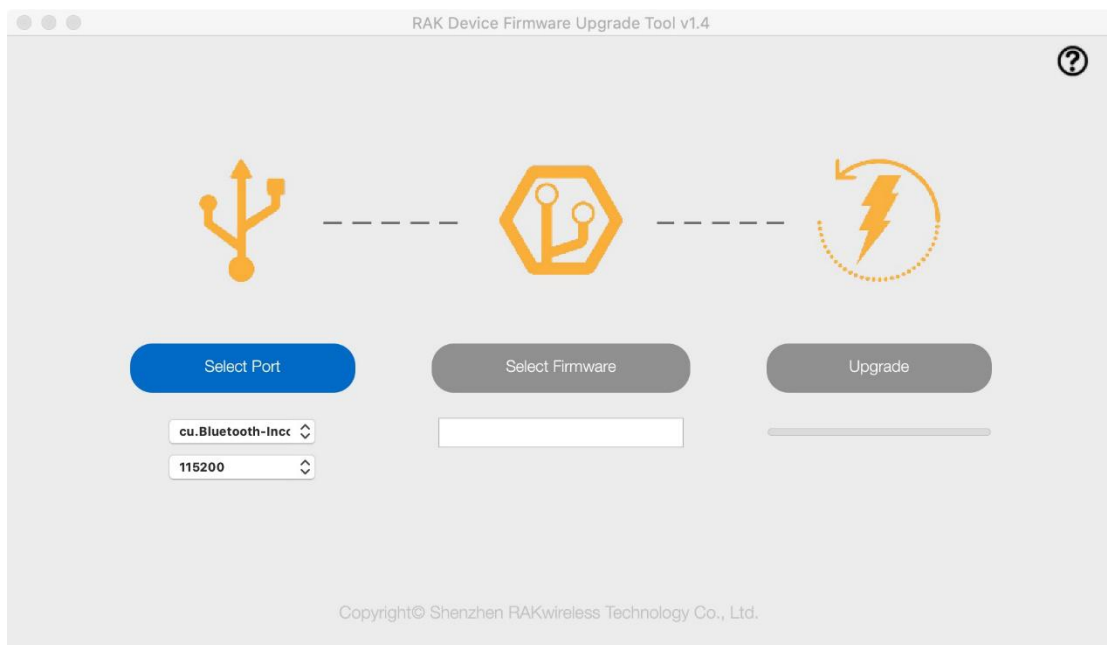 RAK Device Firmware Upgrade Tool v1.4
?
Select Port
Select Firmware
Upgrade
cu.Bluetooth-Inc
115200
Copyright© Shenzhen RAKwireless Technology Co., Ltd.